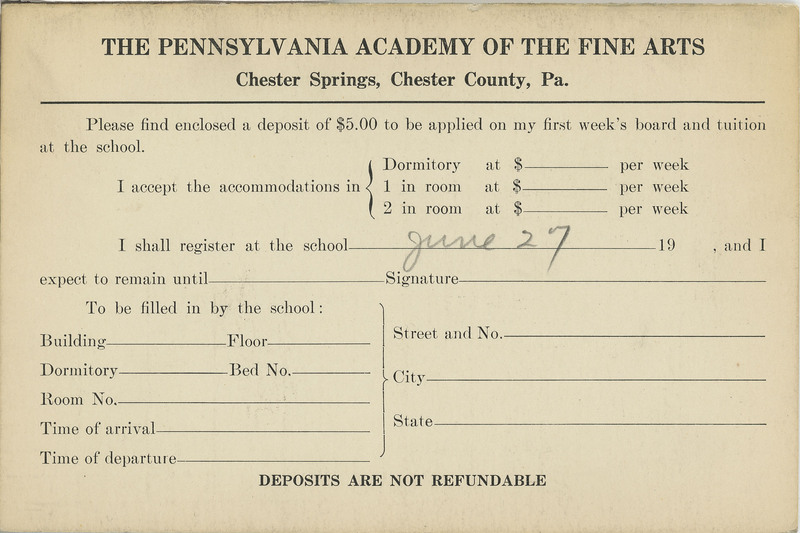 THE PENNSYLVANIA ACADEMY OF THE FINE ARTS
Chester Springs, Chester County, Pa.
Please find enclosed a deposit of $5.00 to be applied on my first week's board and tuition
at the school.
I accept the accommodations in
Dormitory at $ per week
1 in room at $ per week
2 in room at $ per week
I shall register at the school June 27 19 , and I
expect to remain until Signature
To be filled in by the school:
Building Floor
Dormitory Bed No.
Room No.
Time of arrival
Time of departure
Street and No.
City
State
DEPOSITS ARE NOT REFUNDABLE